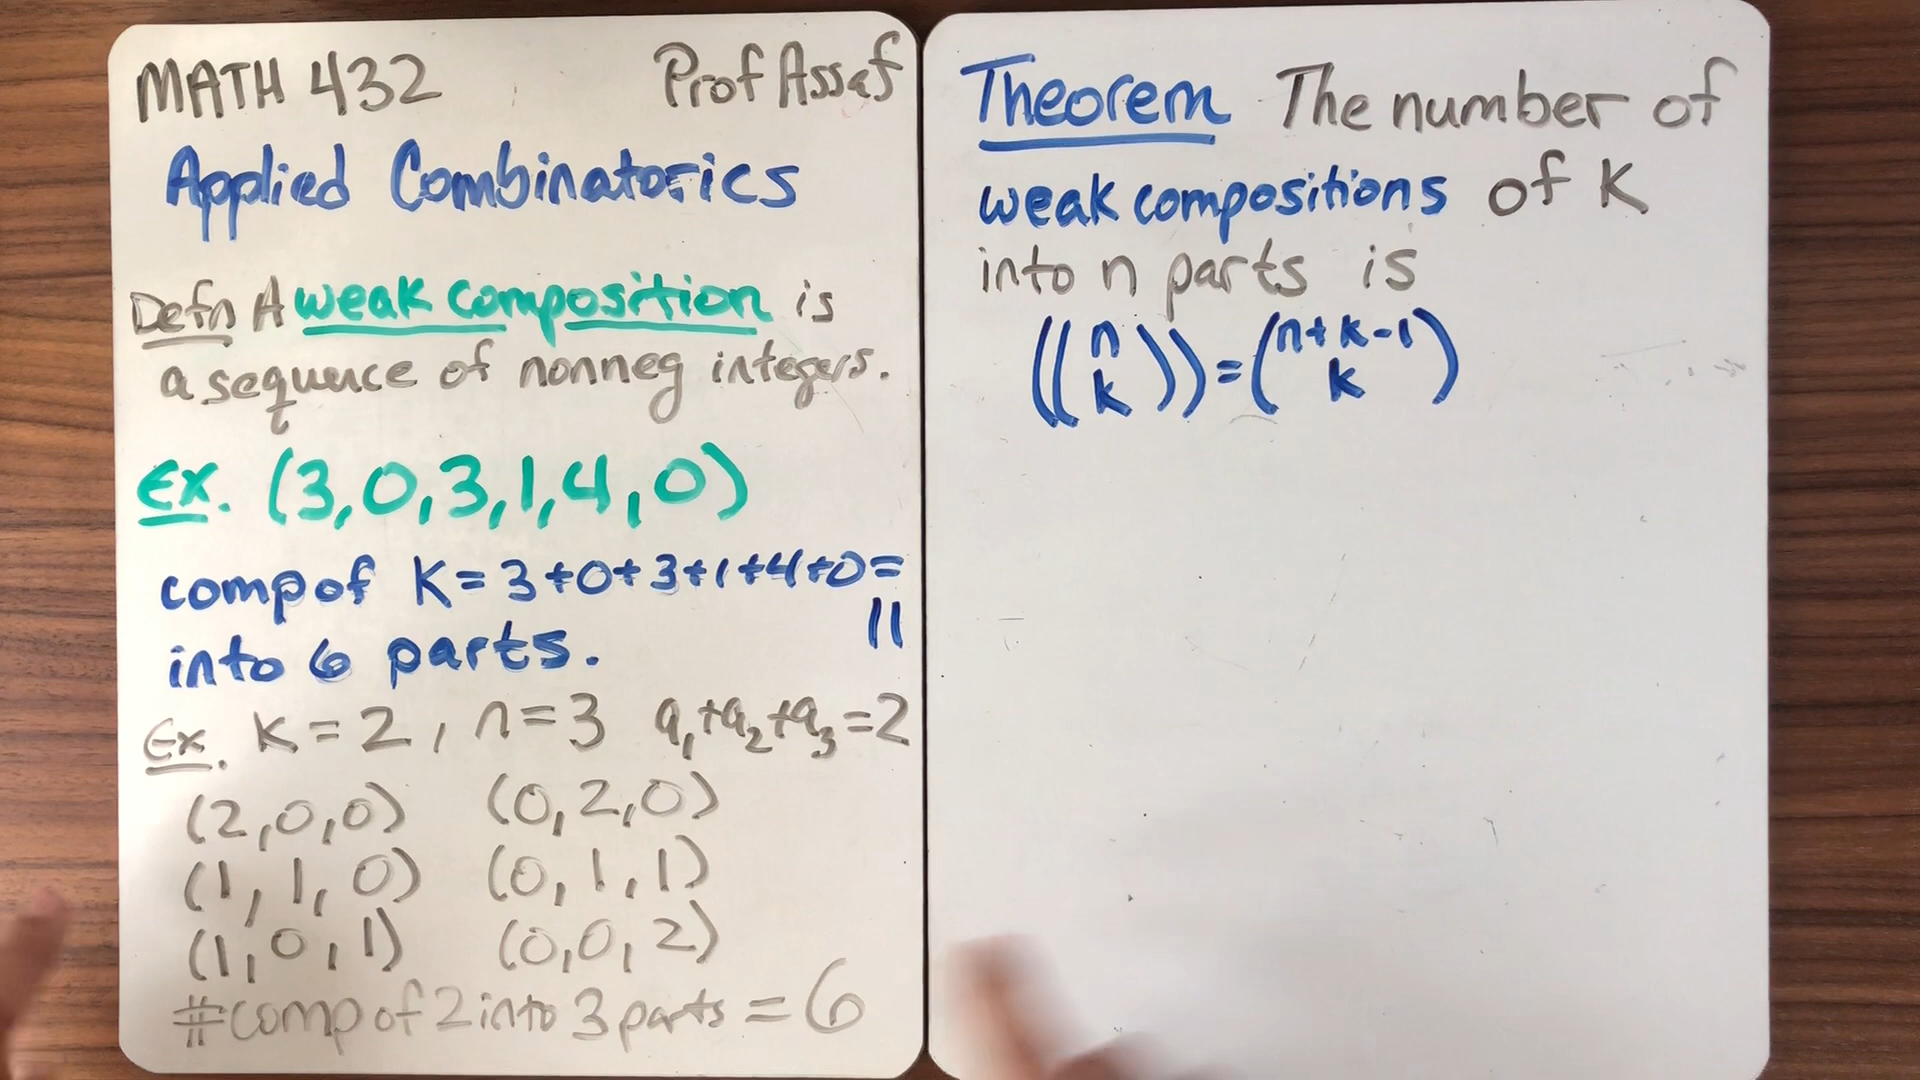 MATH 432 Prof Assaf
Applied Combinatorics
Defn A weak composition is
a sequence of nonneg integers.
Ex. (3,0,3,1,4,0)
comp of K=3+0+3+1+4+0=
11
into 6 parts.
Ex. K=2, n=3 a₁+a₂+a₃=2
(2,0,0) (0,2,0)
(1,1,0) (0,1,1)
(1,0,1) (0,0,2)
#comp of 2 into 3 parts = 6
Theorem The number of
weak compositions of K
into n parts is
((n k)) = (n+k-1 k)